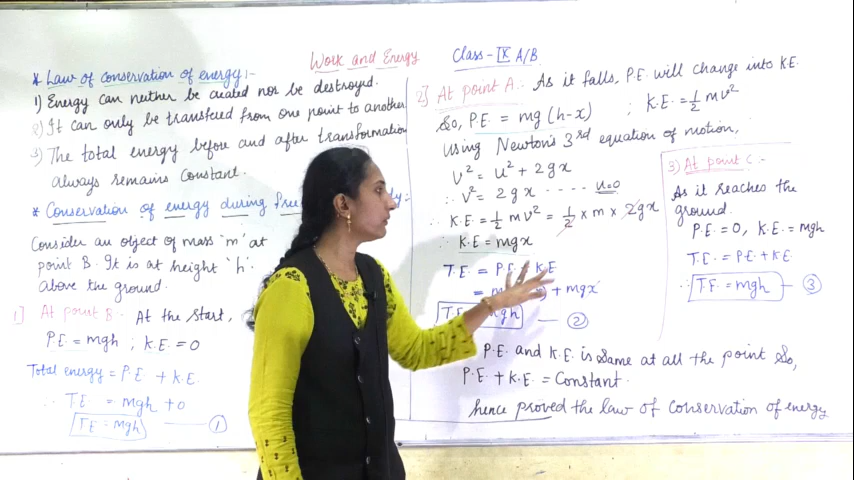 Work and Energy
Class - IX A/B
* Law of conservation of energy :-
1) Energy can neither be created nor be destroyed.
2) It can only be transfered from one point to another
3) The total energy before and after transformation
always remains constant.
* Conservation of energy during
Consider an object of mass 'm' at
point B. It is at height 'h'
above the ground.
1] At point B:- At the start,
P.E. = mgh ; K.E. = 0
Total energy = P.E. + K.E.
∴ T.E. = mgh + 0
T.E = mgh — ①
2] At point A:- As it falls, P.E. will change into K.E.
So, P.E. = mg (h-x) ; K.E. = 1/2 mv²
using Newton's 3rd equation of motion,
v² = u² + 2gx
∴ v² = 2gx .... u=0
∴ K.E. = 1/2 mv² = 1/2 x m x 2gx
∴ K.E. = mgx
T.E. = P.E. + K.E
+ mgx
— ②
3) At point C:-
As it reaches the
ground.
P.E. = 0, K.E. = mgh
T.E. = P.E. + K.E.
∴ T.E. = mgh — ③
P.E. and K.E. is same at all the point So,
P.E. + K.E. = Constant.
hence proved the law of conservation of energy